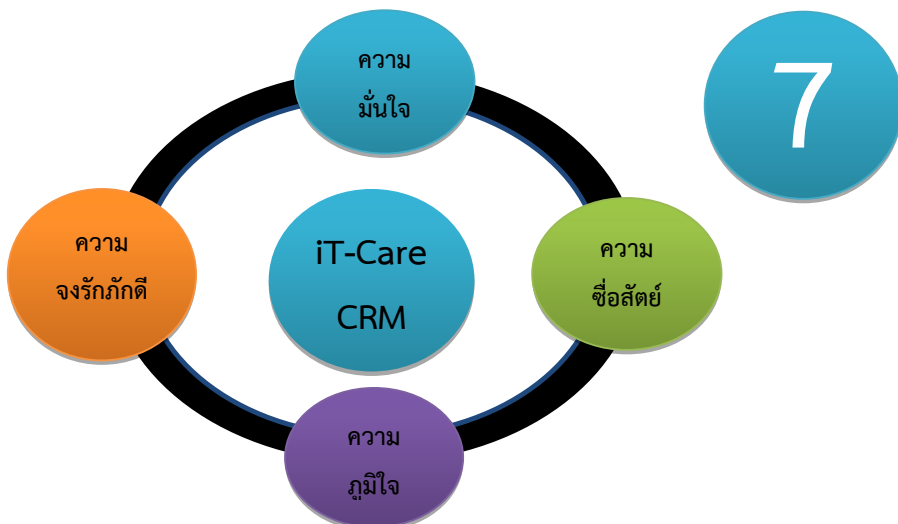 ความ
มั่นใจ
7
ความ
จงรักภักดี
iT-Care
CRM
ความ
ซื่อสัตย์
ความ
ภูมิใจ